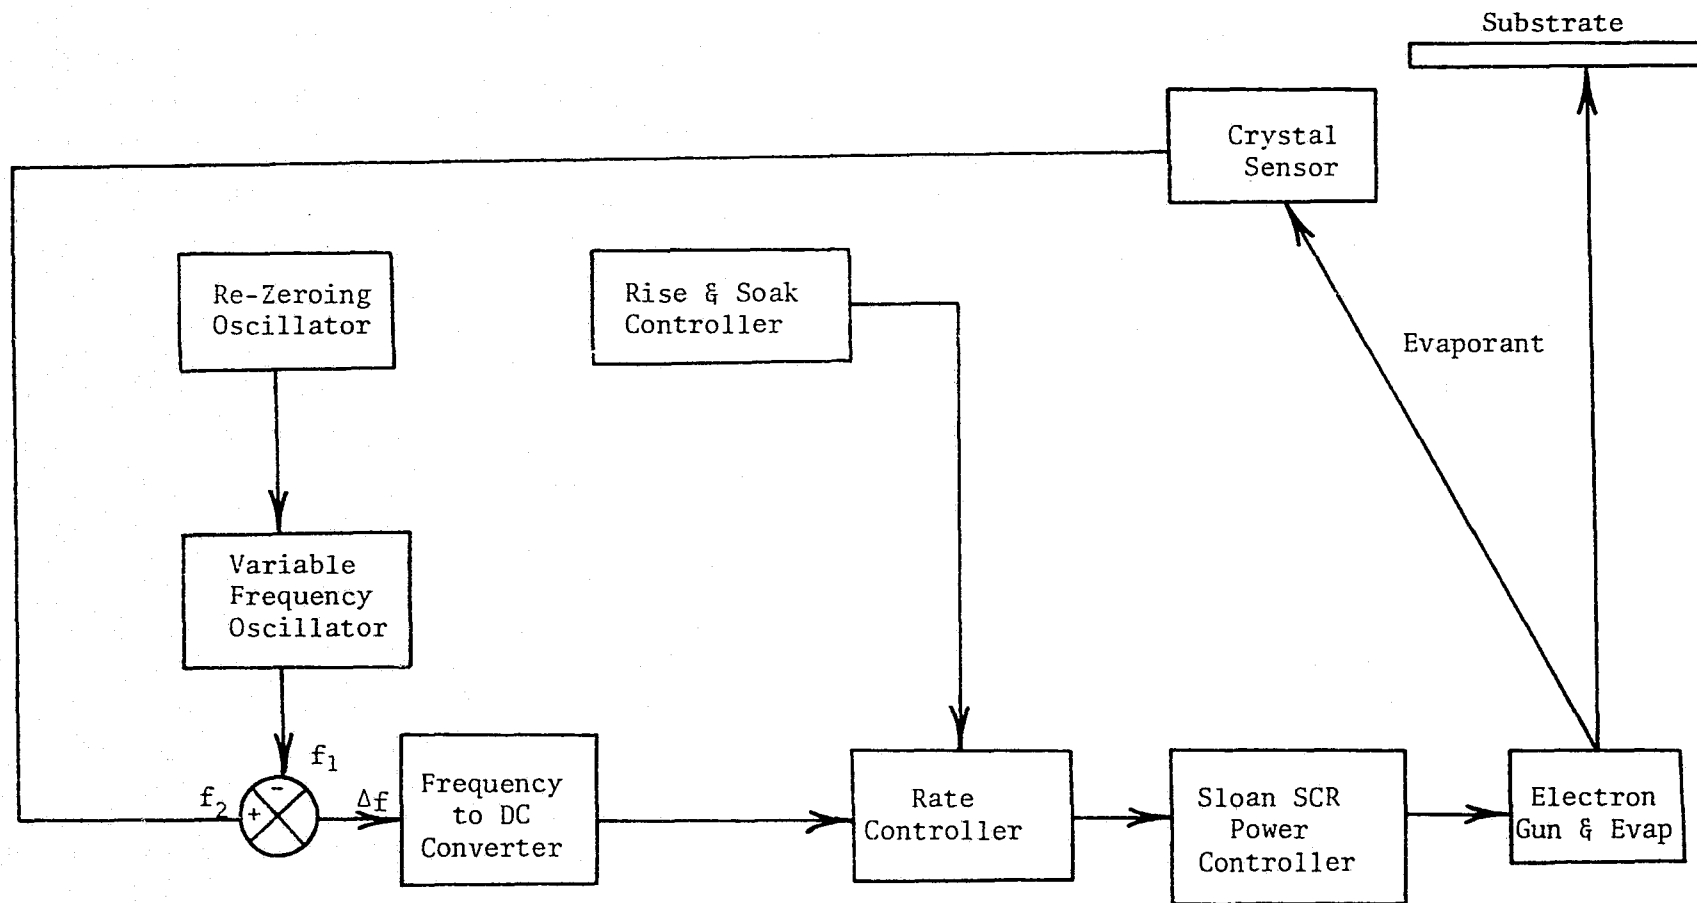 Substrate
Crystal
Sensor
Re-Zeroing
Oscillator
Rise & Soak
Controller
Evaporant
Variable
Frequency
Oscillator
f₁
f₂
-
+
Δf
Frequency
to DC
Converter
Rate
Controller
Sloan SCR
Power
Controller
Electron
Gun & Evap